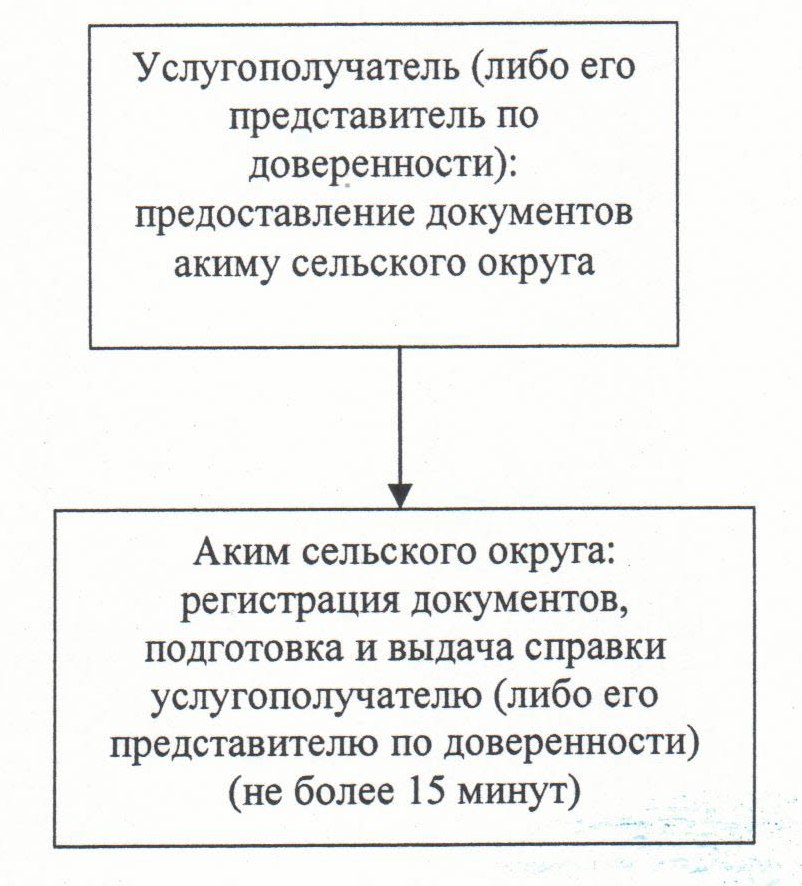 Услугополучатель (либо его
представитель по
доверенности):
предоставление документов
акиму сельского округа
Аким сельского округа:
регистрация документов,
подготовка и выдача справки
услугополучателю (либо его
представителю по доверенности)
(не более 15 минут)